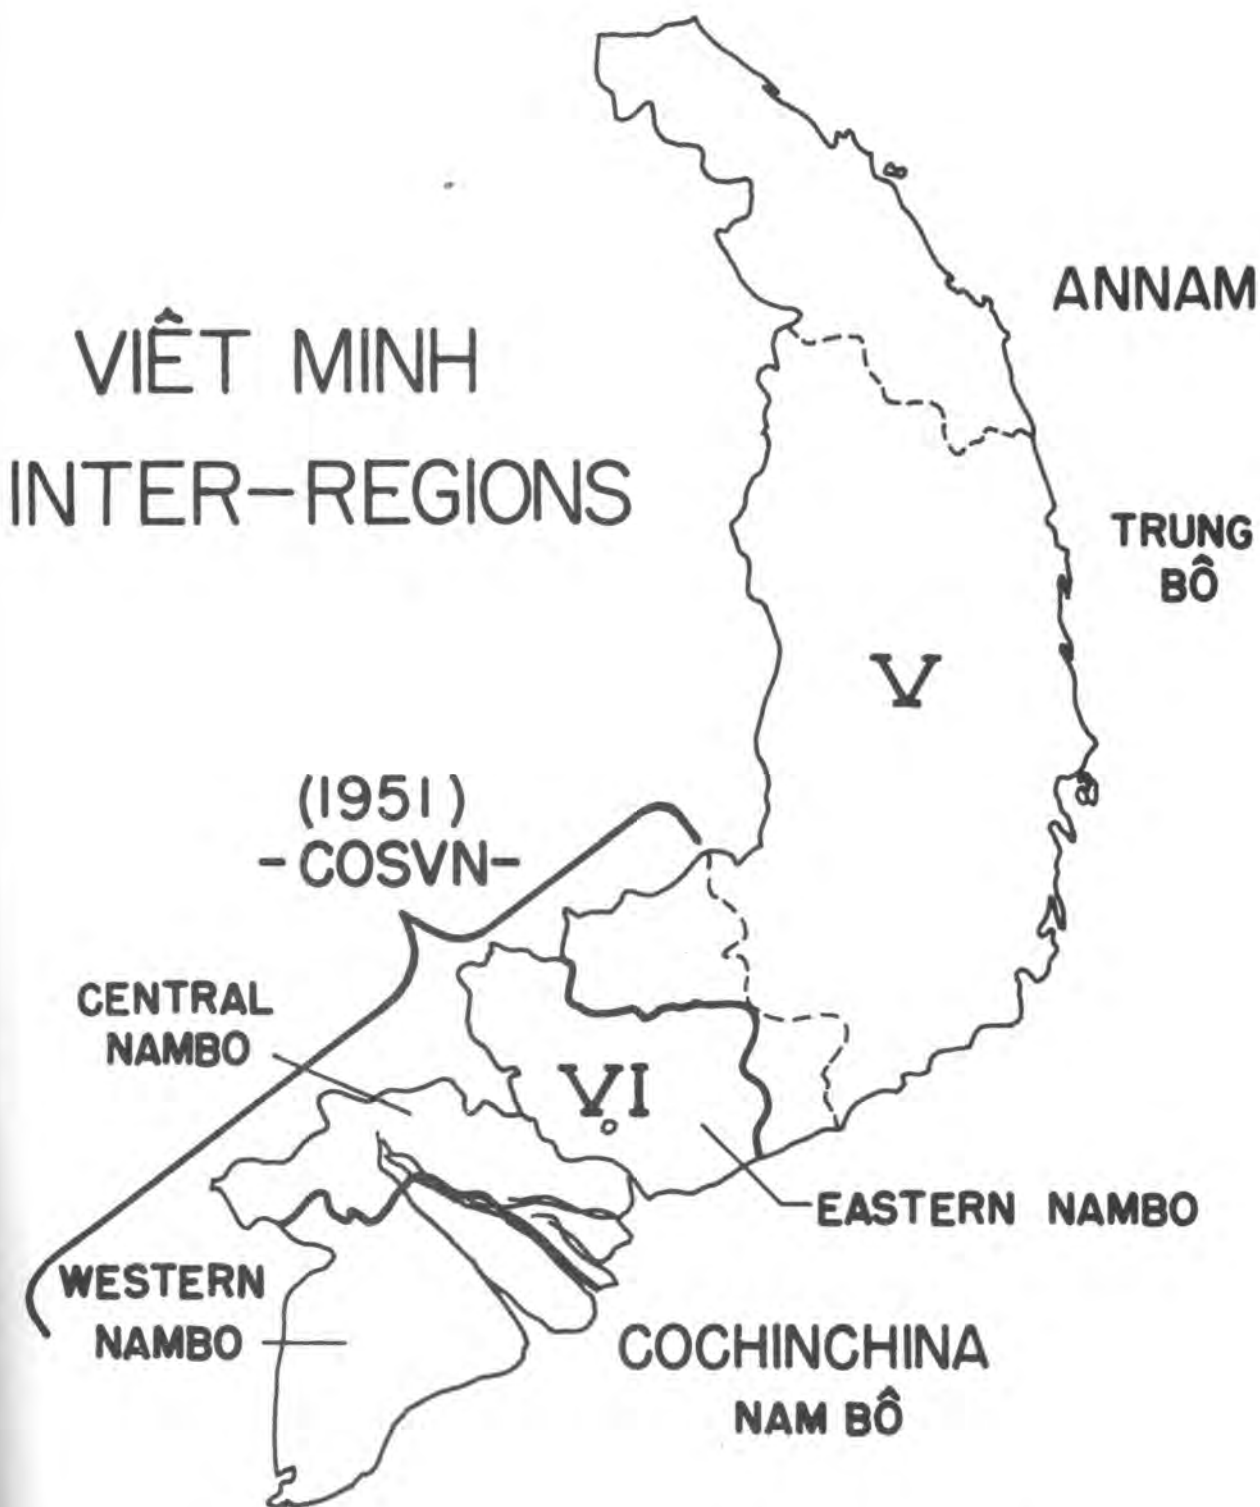 VIÊT MINH
INTER-REGIONS
ANNAM
TRUNG
BÔ
V
(1951)
-COSVN-
CENTRAL
NAMBO
VI
EASTERN NAMBO
WESTERN
NAMBO
COCHINCHINA
NAM BÔ